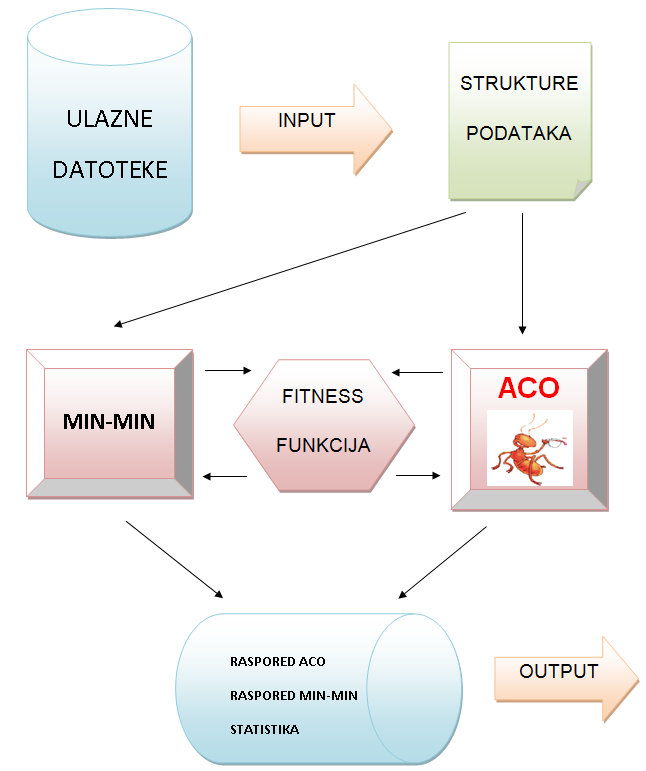 ULAZNE
DATOTEKE
INPUT
STRUKTURE
PODATAKA
MIN-MIN
FITNESS
FUNKCIJA
ACO
RASPORED ACO
RASPORED MIN-MIN
STATISTIKA
OUTPUT